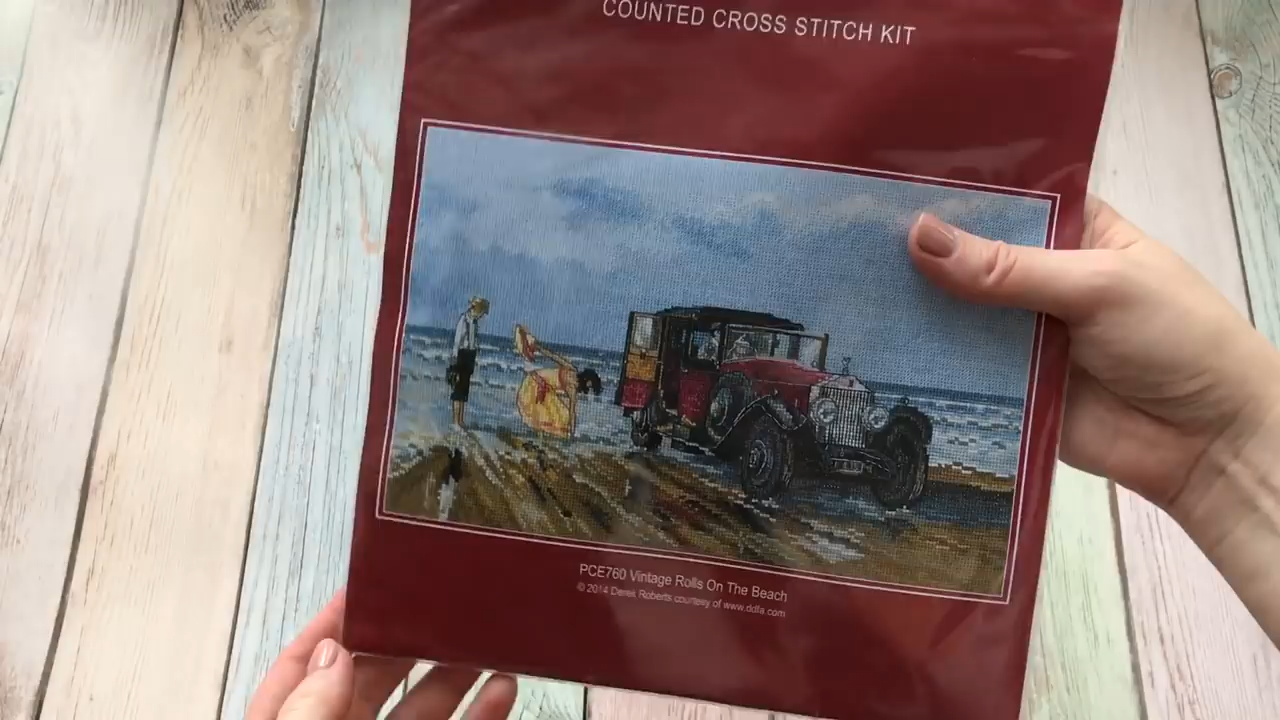 COUNTED CROSS STITCH KIT
PCE760 Vintage Rolls On The Beach
© 2014 Derek Roberts courtesy of www.ddfa.com